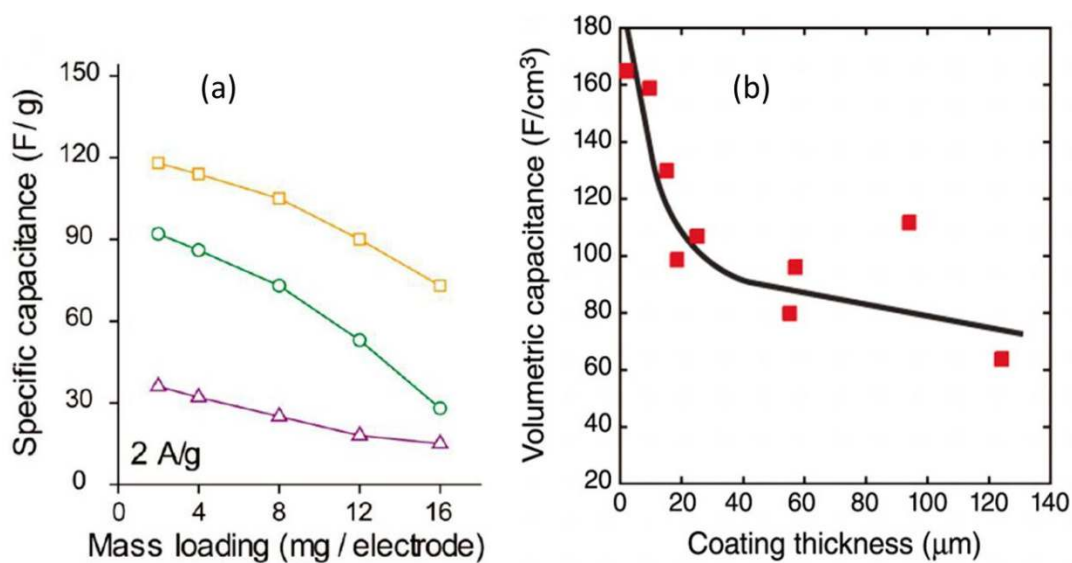 (a)
Specific capacitance (F/g)
150
120
90
60
30
0
2 A/g
0 4 8 12 16
Mass loading (mg / electrode)
(b)
Volumetric capacitance (F/cm³)
180
160
140
120
100
80
60
40
20
0 20 40 60 80 100 120 140
Coating thickness (μm)